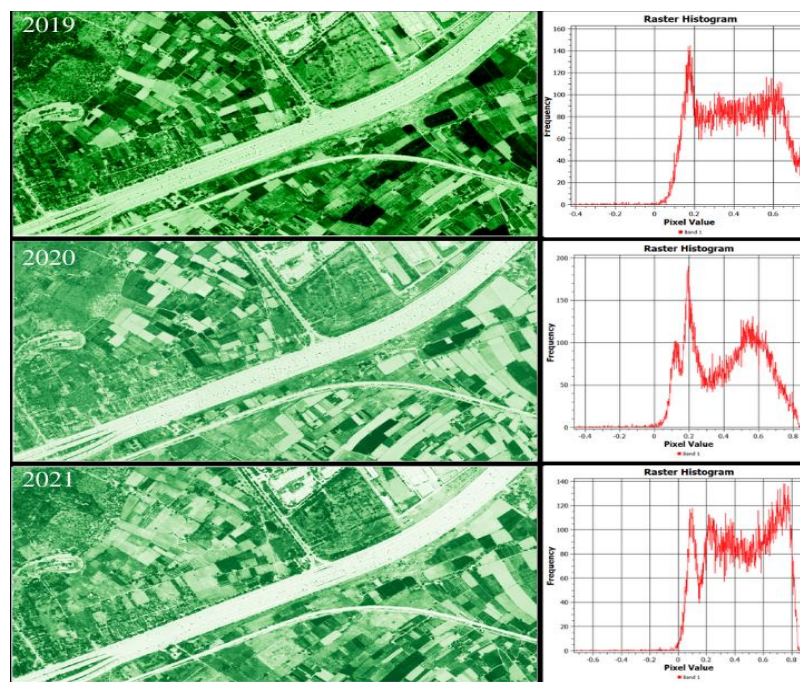 2019
Raster Histogram
160
140
120
100
80
60
40
20
0
Frequency
-0.4 -0.2 0 0.2 0.4 0.6
Pixel Value
Band 1
2020
Raster Histogram
200
150
100
50
0
Frequency
-0.4 -0.2 0 0.2 0.4 0.6 0.8
Pixel Value
Band 1
2021
Raster Histogram
140
120
100
80
60
40
20
0
Frequency
-0.6 -0.4 -0.2 0 0.2 0.4 0.6 0.8
Pixel Value
Band 1